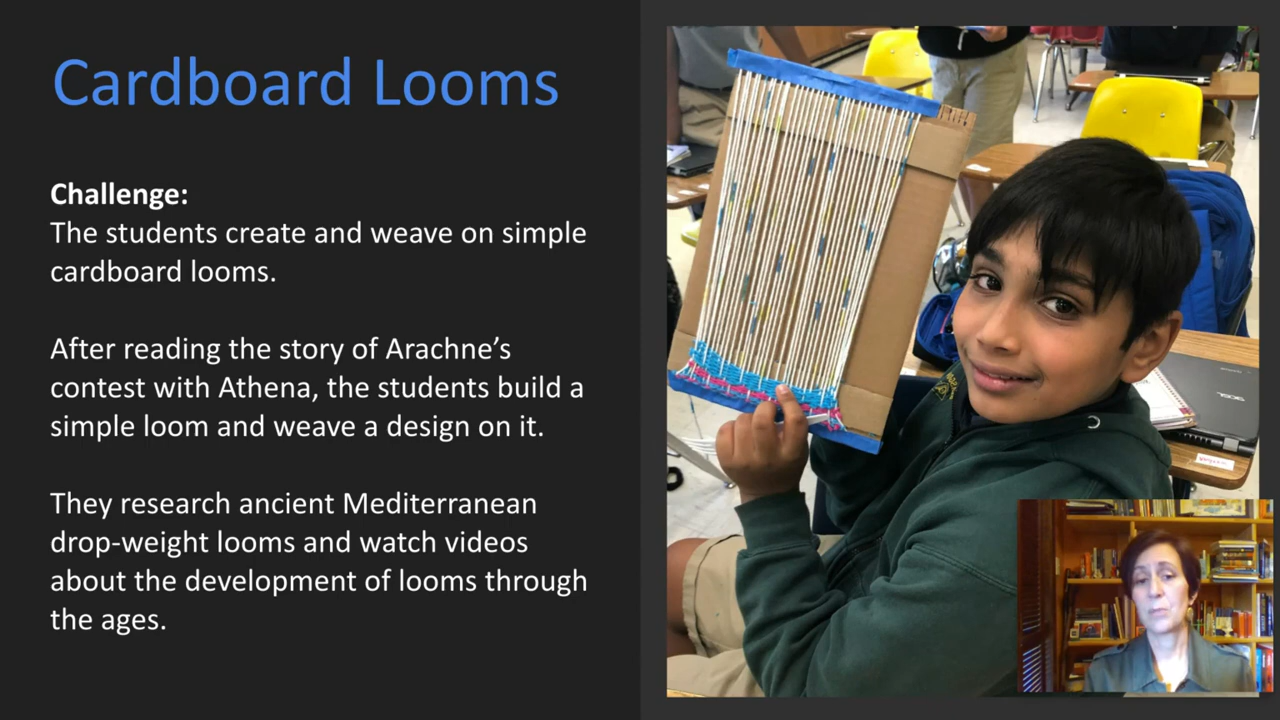 Cardboard Looms
Challenge:
The students create and weave on simple
cardboard looms.
After reading the story of Arachne’s
contest with Athena, the students build a
simple loom and weave a design on it.
They research ancient Mediterranean
drop-weight looms and watch videos
about the development of looms through
the ages.
acer